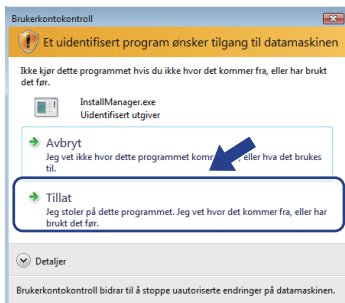 Brukerkontokontroll
Et uidentifisert program ønsker tilgang til datamaskinen
Ikke kjør dette programmet hvis du ikke hvor det kommer fra, eller har brukt
det før.
InstallManager.exe
Uidentifisert utgiver
Avbryt
Jeg vet ikke hvor dette programmet kom , eller hva det brukes
til.
Tillat
Jeg stoler på dette programmet. Jeg vet hvor det kommer fra, eller har
brukt det før.
Detaljer
Brukerkontokontroll bidrar til å stoppe uautoriserte endringer på datamaskinen.